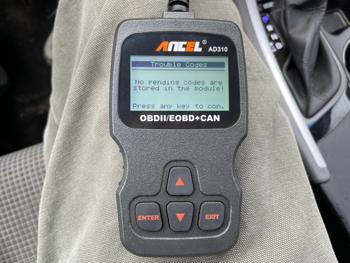 ANCEL
AD310
Trouble Codes
No pending codes are
stored in the module!
Press any key to con.
OBDII/EOBD+CAN
ENTER
EXIT